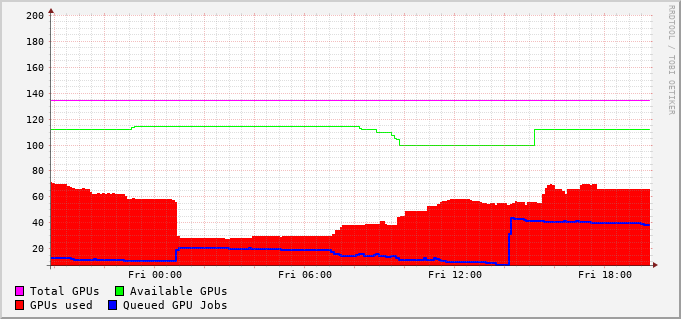 200
180
160
140
120
100
80
60
40
20
Fri 00:00 Fri 06:00 Fri 12:00 Fri 18:00
Total GPUs Available GPUs
GPUs used Queued GPU Jobs
RRDTOOL / TOBI OETIKER